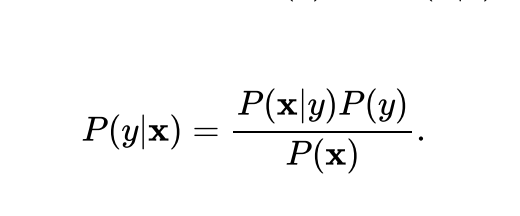 P(y|x) = P(x|y)P(y) / P(x).